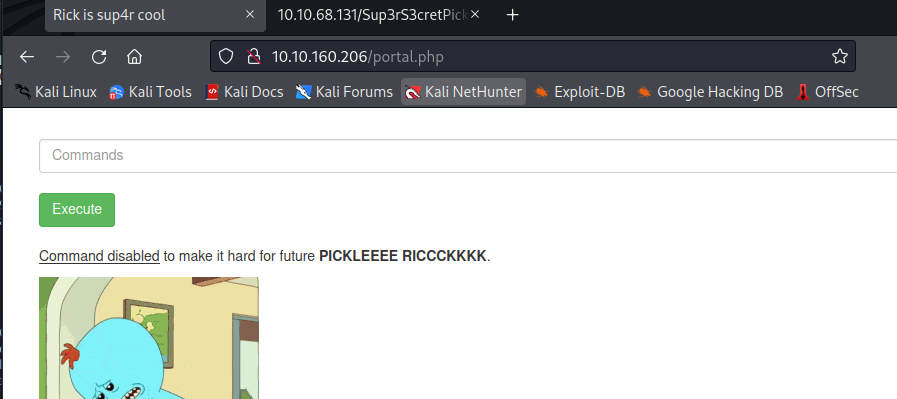 Rick is sup4r cool
10.10.68.131/Sup3rS3cretPick
10.10.160.206/portal.php
Kali Linux Kali Tools Kali Docs Kali Forums Kali NetHunter Exploit-DB Google Hacking DB OffSec
Commands
Execute
Command disabled to make it hard for future PICKLEEEE RICCCKKKK.